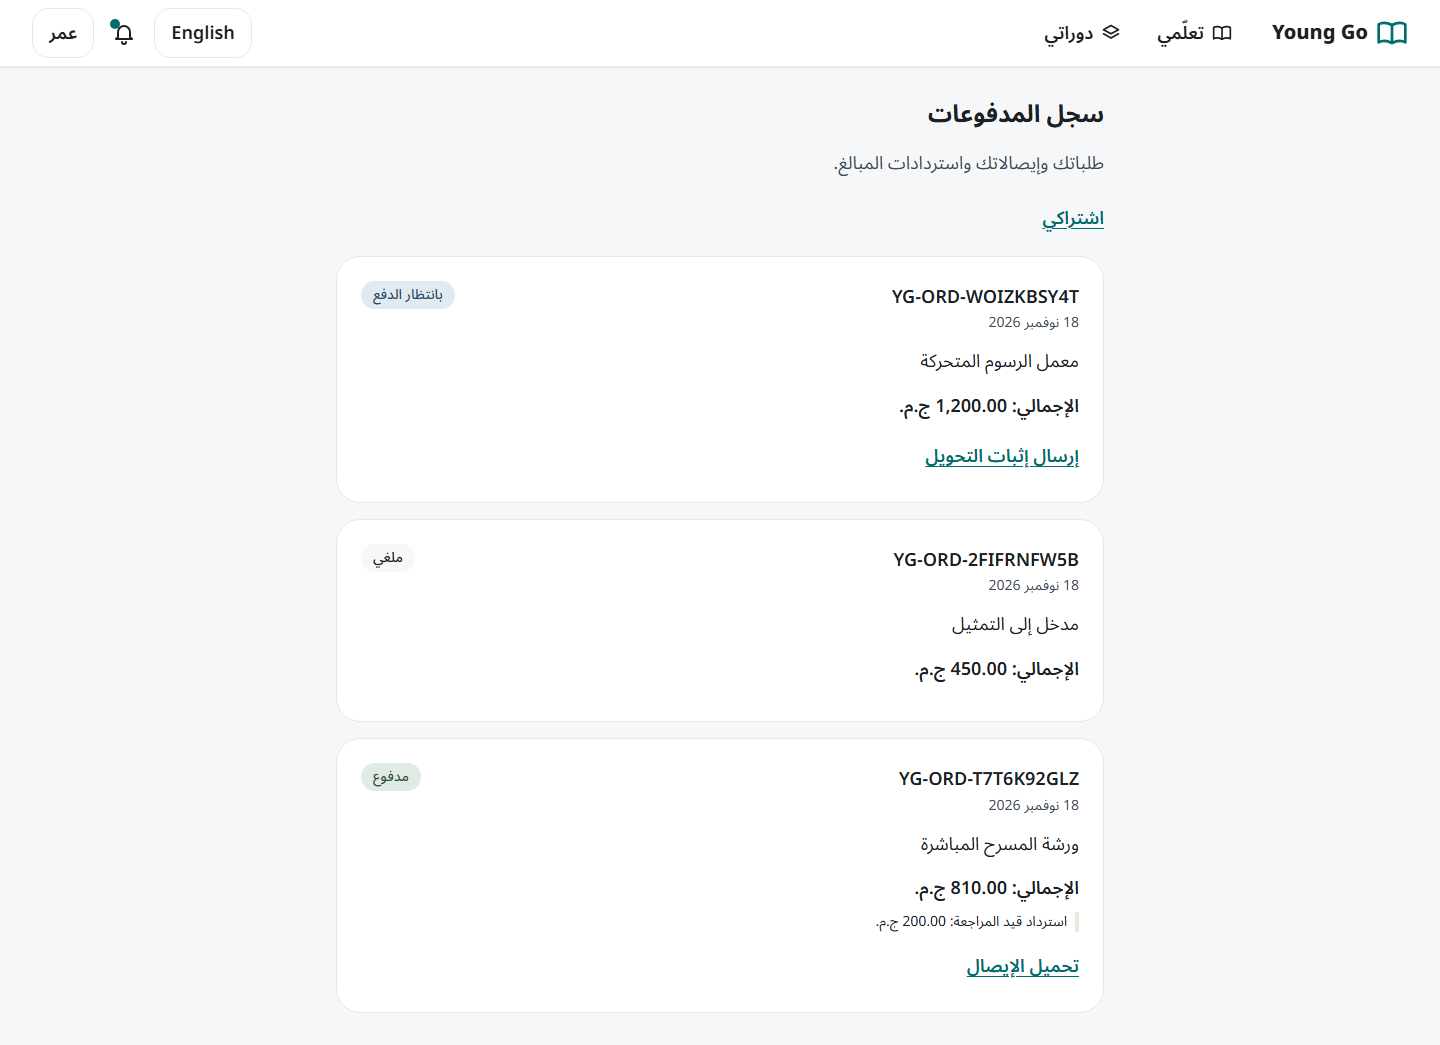 Young Go
تعلّمي
دوراتي
English
عمر
سجل المدفوعات
طلباتك وإيصالاتك واستردادات المبالغ.
اشتراكي
YG-ORD-WOIZKBSY4T
بانتظار الدفع
18 نوفمبر 2026
معمل الرسوم المتحركة
الإجمالي: 1,200.00 ج.م.
إرسال إثبات التحويل
YG-ORD-2FIFRNFW5B
ملغي
18 نوفمبر 2026
مدخل إلى التمثيل
الإجمالي: 450.00 ج.م.
YG-ORD-T7T6K92GLZ
مدفوع
18 نوفمبر 2026
ورشة المسرح المباشرة
الإجمالي: 810.00 ج.م.
استرداد قيد المراجعة: 200.00 ج.م.
تحميل الإيصال